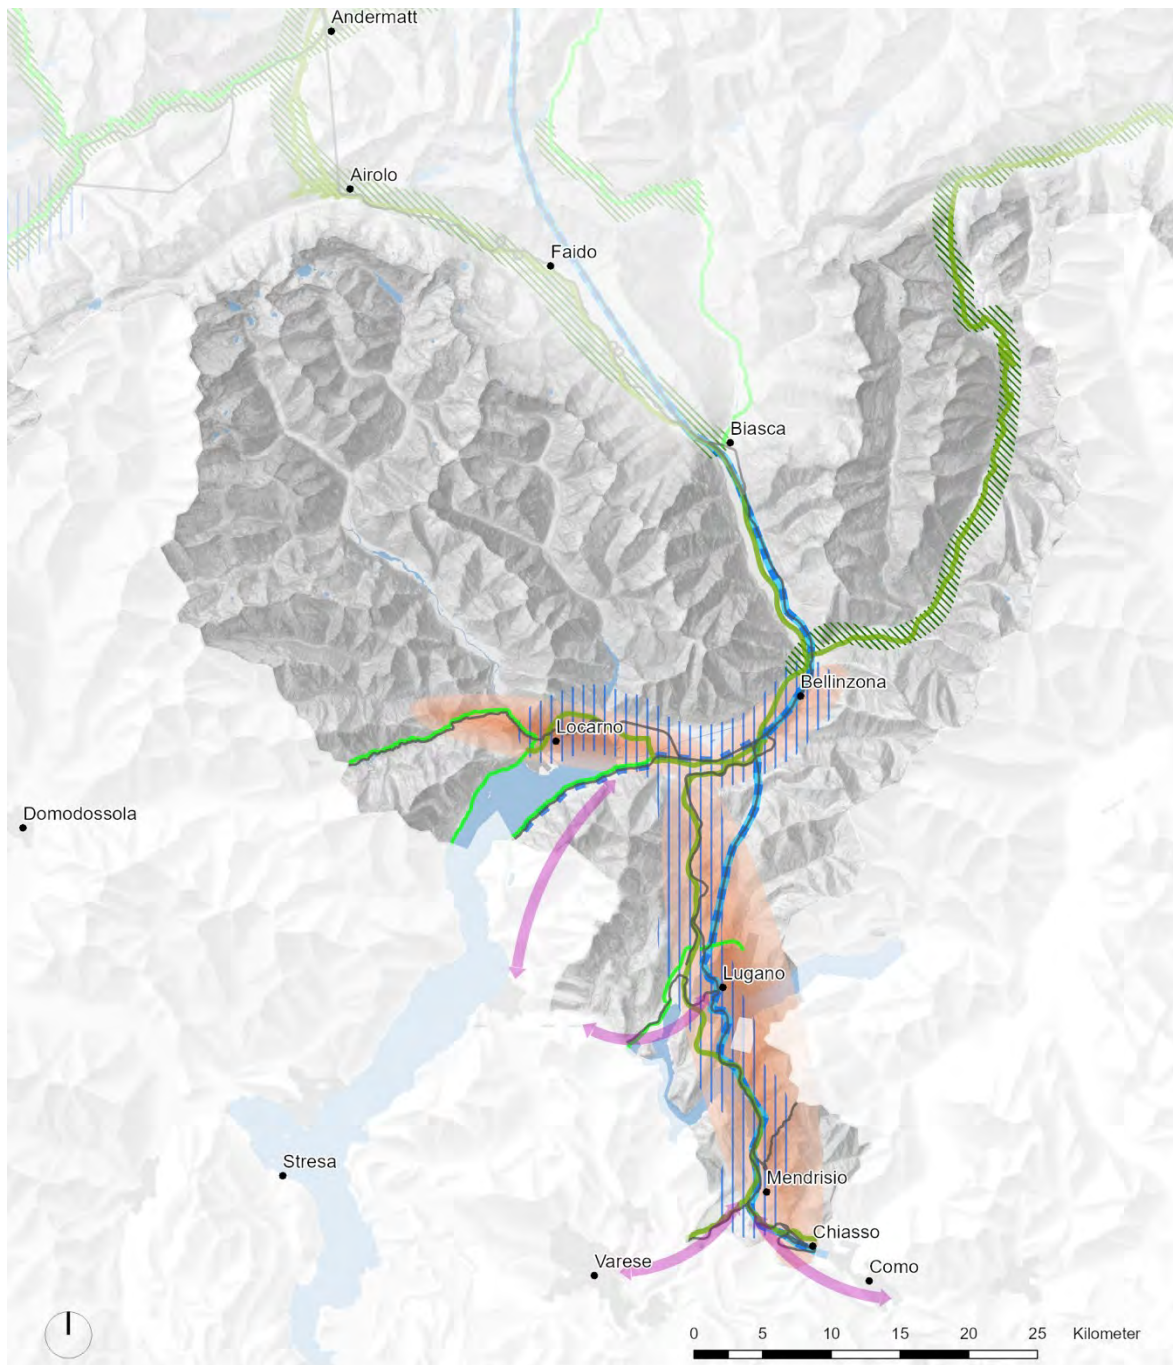 Andermatt
Airolo
Faido
Biasca
Bellinzona
Locarno
Domodossola
Lugano
Stresa
Mendrisio
Chiasso
Varese
Como
0 5 10 15 20 25 Kilometer